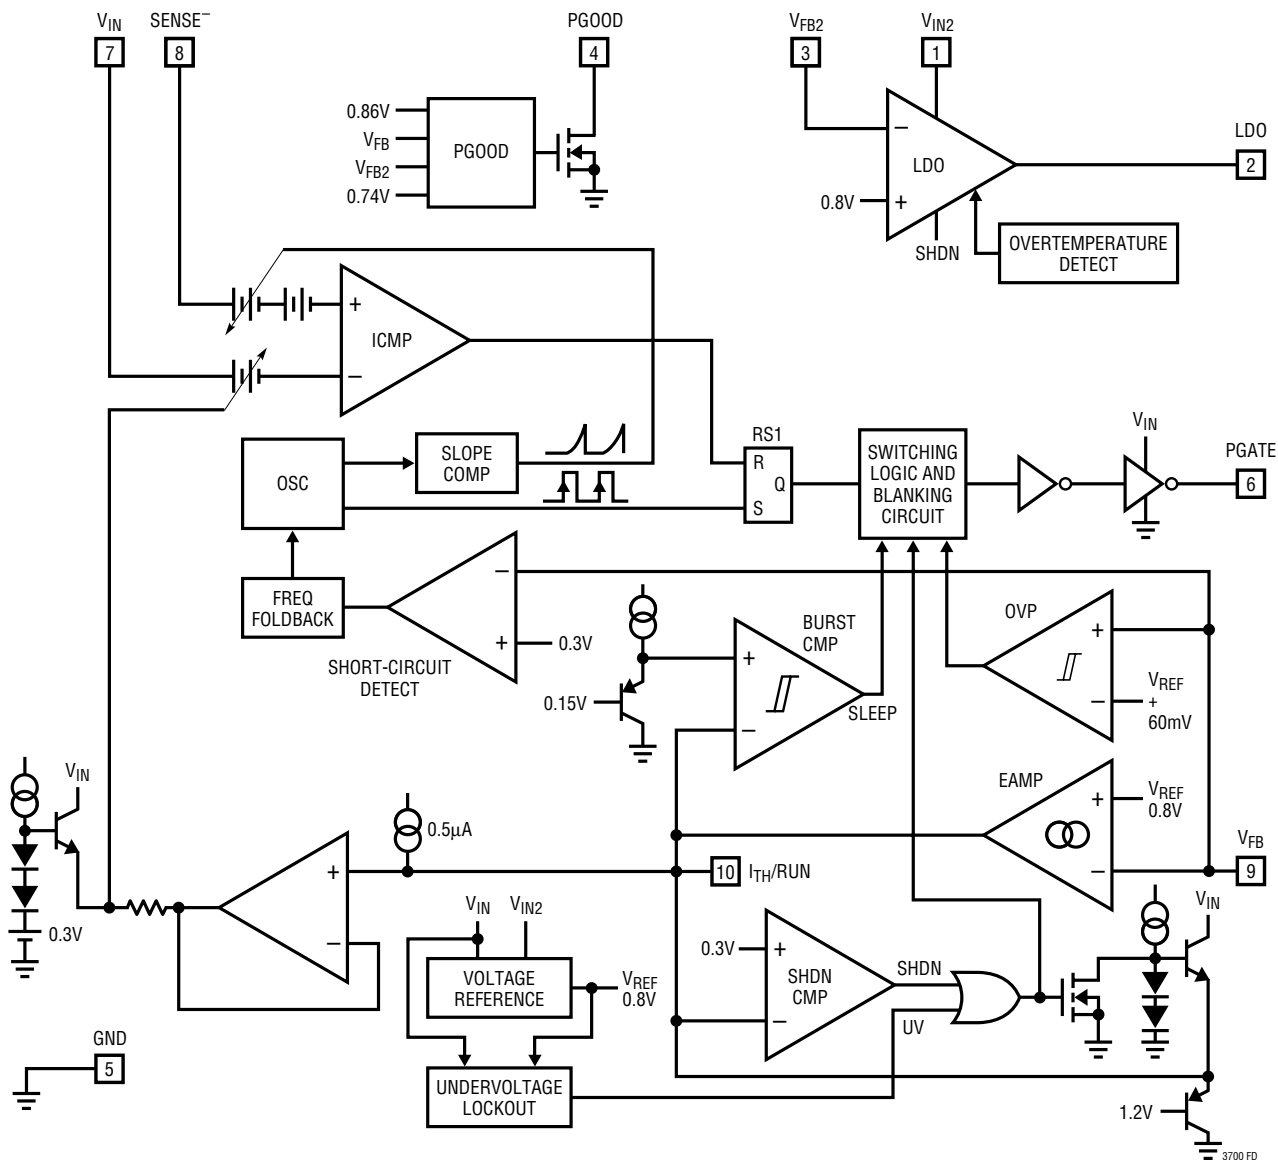 VIN
SENSE–
PGOOD
VFB2
VIN2
7
8
4
3
1
0.86V
VFB
VFB2
0.74V
PGOOD
–
LDO
+
0.8V
SHDN
OVERTEMPERATURE
DETECT
LDO
2
+
ICMP
–
OSC
SLOPE
COMP
RS1
R
Q
S
SWITCHING
LOGIC AND
BLANKING
CIRCUIT
VIN
PGATE
6
FREQ
FOLDBACK
–
+
0.3V
SHORT-CIRCUIT
DETECT
0.15V
BURST
CMP
+
–
SLEEP
OVP
+
–
VREF
+
60mV
EAMP
+
–
VREF
0.8V
VFB
9
VIN
0.3V
+
–
0.5µA
10
ITH/RUN
VIN
VIN2
VOLTAGE
REFERENCE
VREF
0.8V
UNDERVOLTAGE
LOCKOUT
0.3V
+
SHDN
CMP
–
SHDN
UV
VIN
1.2V
GND
5
3700 FD